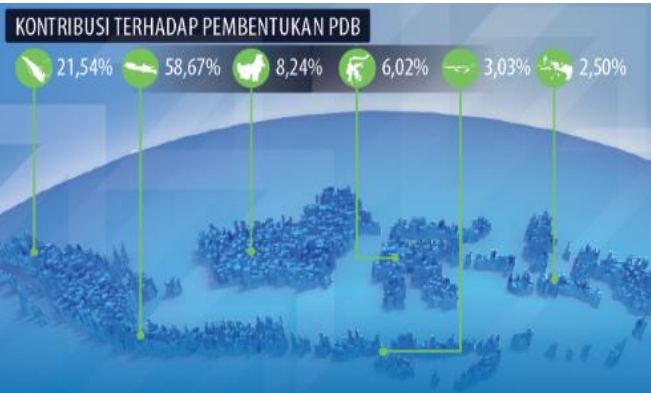 KONTRIBUSI TERHADAP PEMBENTUKAN PDB
21,54% 58,67% 8,24% 6,02% 3,03% 2,50%